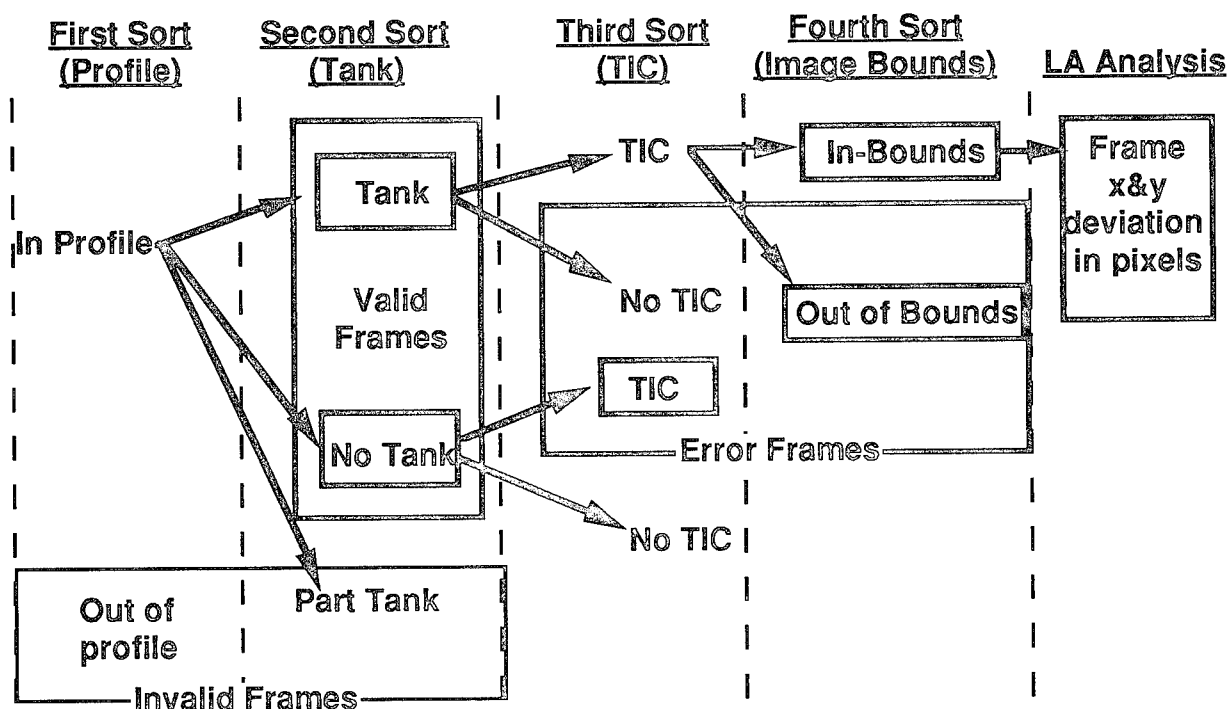 First Sort
(Profile)
Second Sort
(Tank)
Third Sort
(TIC)
Fourth Sort
(Image Bounds)
LA Analysis
In Profile
Tank
Valid
Frames
No Tank
TIC
No TIC
TIC
Error Frames
No TIC
In-Bounds
Out of Bounds
Frame
x&y
deviation
in pixels
Out of
profile
Part Tank
Invalid Frames